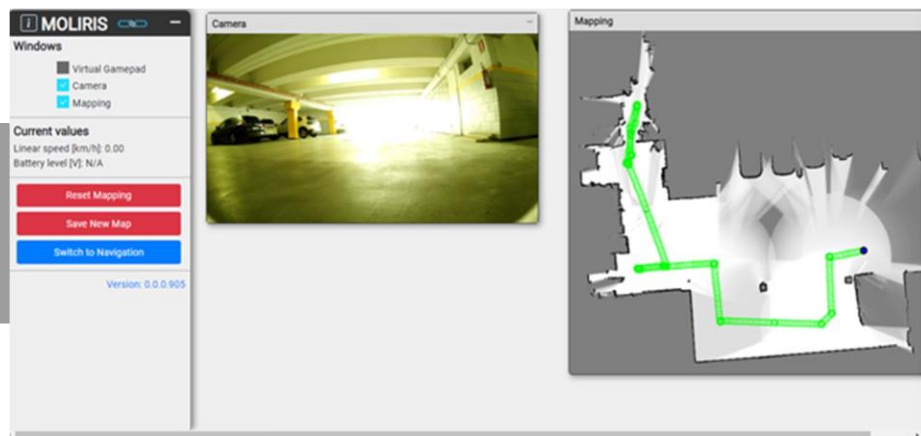 i MOLIRIS
Windows
Virtual Gamepad
Camera
Mapping
Current values
Linear speed [km/h]: 0.00
Battery level [V]: N/A
Reset Mapping
Save New Map
Switch to Navigation
Version: 0.0.0.905
Camera
Mapping